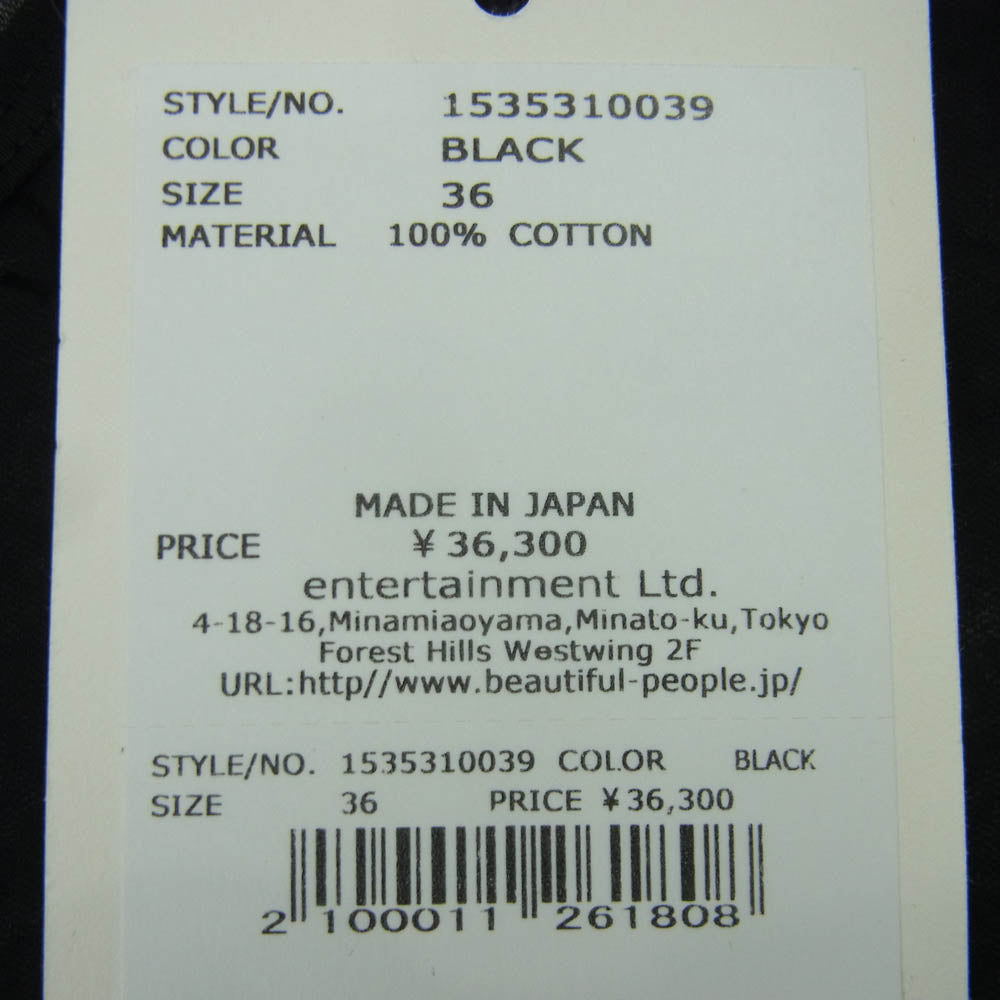 STYLE/NO. 1535310039
COLOR BLACK
SIZE 36
MATERIAL 100% COTTON
MADE IN JAPAN
PRICE ¥ 36,300
entertainment Ltd.
4-18-16,Minamiaoyama,Minato-ku,Tokyo
Forest Hills Westwing 2F
URL:http//www.beautiful-people.jp/
STYLE/NO. 1535310039 COLOR BLACK
SIZE 36 PRICE ¥36,300
2 100011 261808